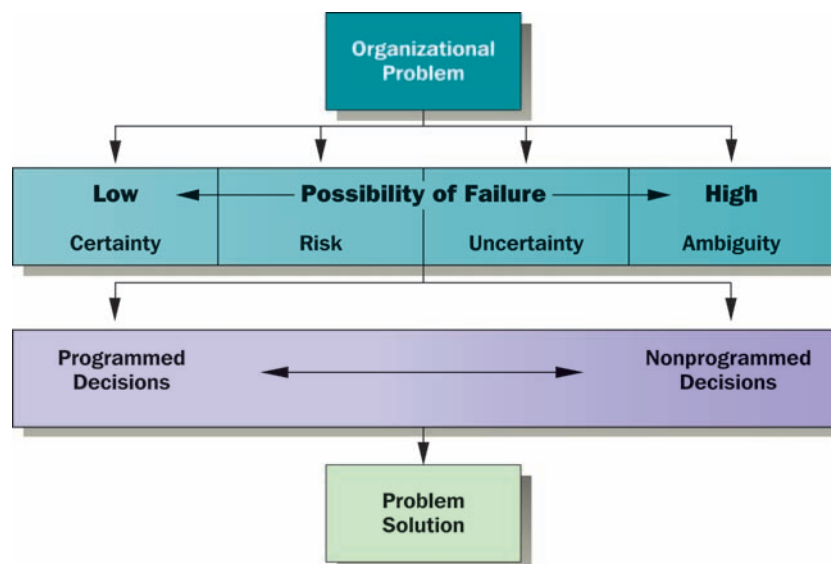 Organizational
Problem
Low Possibility of Failure High
Certainty Risk Uncertainty Ambiguity
Programmed Nonprogrammed
Decisions Decisions
Problem
Solution